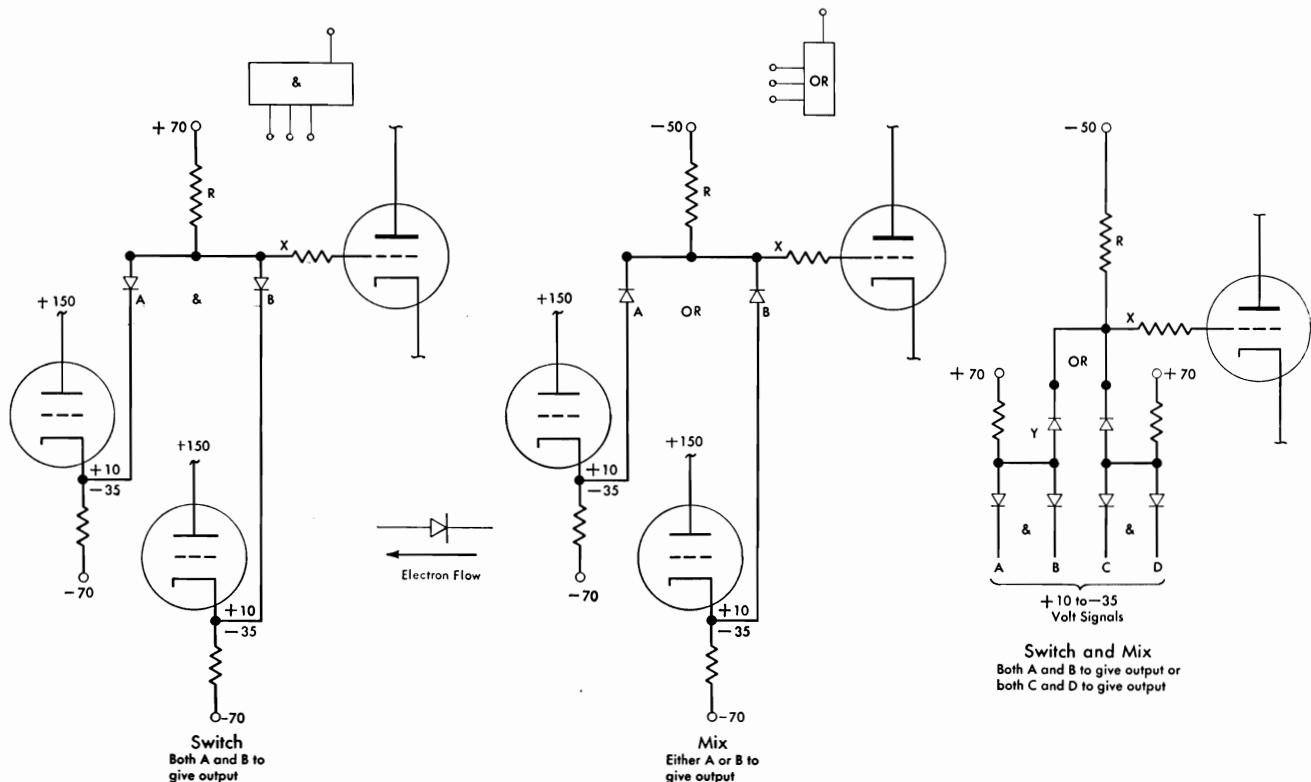 &
OR
+70
R
X
A
&
B
+150
+10
-35
-70
+150
+10
-35
-70
Switch
Both A and B to
give output
Electron Flow
-50
R
X
A
OR
B
+150
+10
-35
-70
+150
+10
-35
-70
Mix
Either A or B to
give output
-50
R
X
OR
+70
+70
Y
&
&
A
B
C
D
+10 to -35
Volt Signals
Switch and Mix
Both A and B to give output or
both C and D to give output